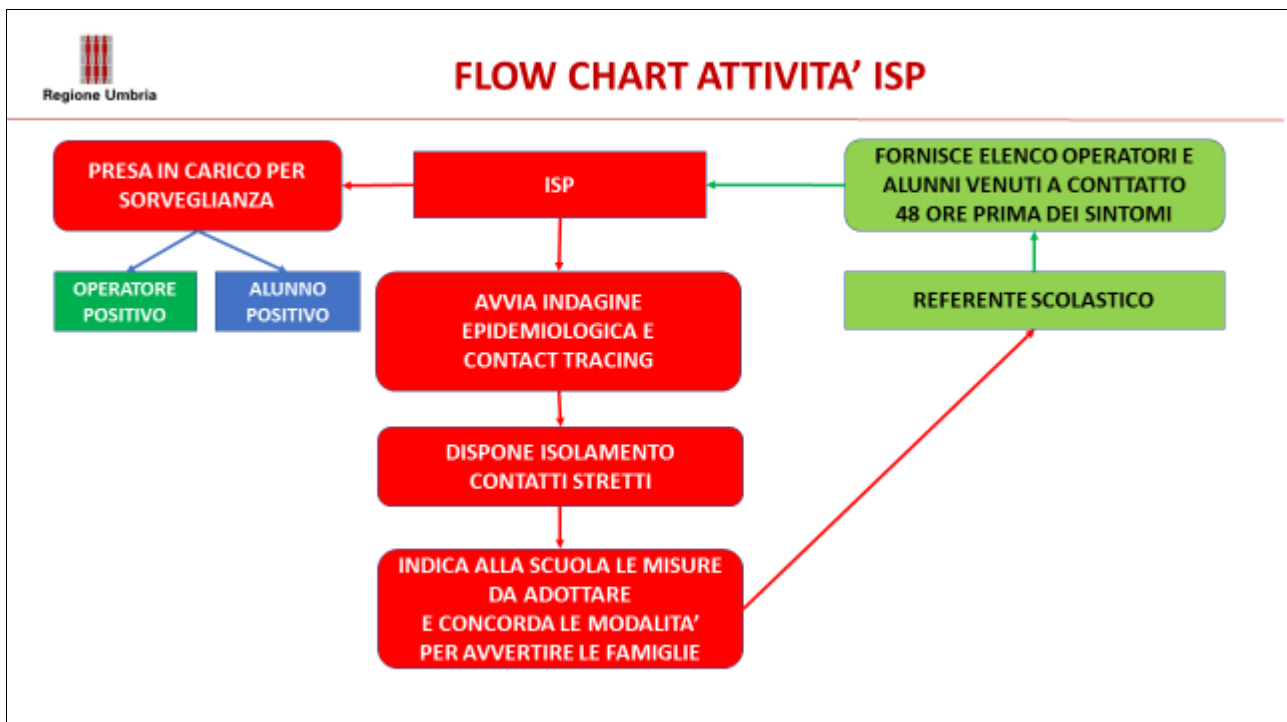 Regione Umbria
FLOW CHART ATTIVITA' ISP
PRESA IN CARICO PER
SORVEGLIANZA
ISP
FORNISCE ELENCO OPERATORI E
ALUNNI VENUTI A CONTTATTO
48 ORE PRIMA DEI SINTOMI
OPERATORE
POSITIVO
ALUNNO
POSITIVO
REFERENTE SCOLASTICO
AVVIA INDAGINE
EPIDEMIOLOGICA E
CONTACT TRACING
DISPONE ISOLAMENTO
CONTATTI STRETTI
INDICA ALLA SCUOLA LE MISURE
DA ADOTTARE
E CONCORDA LE MODALITA'
PER AVVERTIRE LE FAMIGLIE